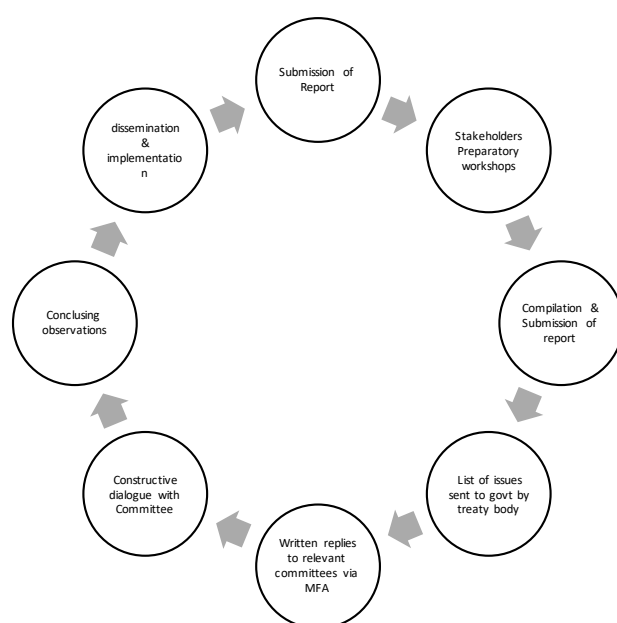 Submission of
Report
Stakeholders
Preparatory
workshops
Compilation &
Submission of
report
List of issues
sent to govt by
treaty body
Written replies
to relevant
committees via
MFA
Constructive
dialogue with
Committee
Conclusing
observations
dissemination
&
implementatio
n